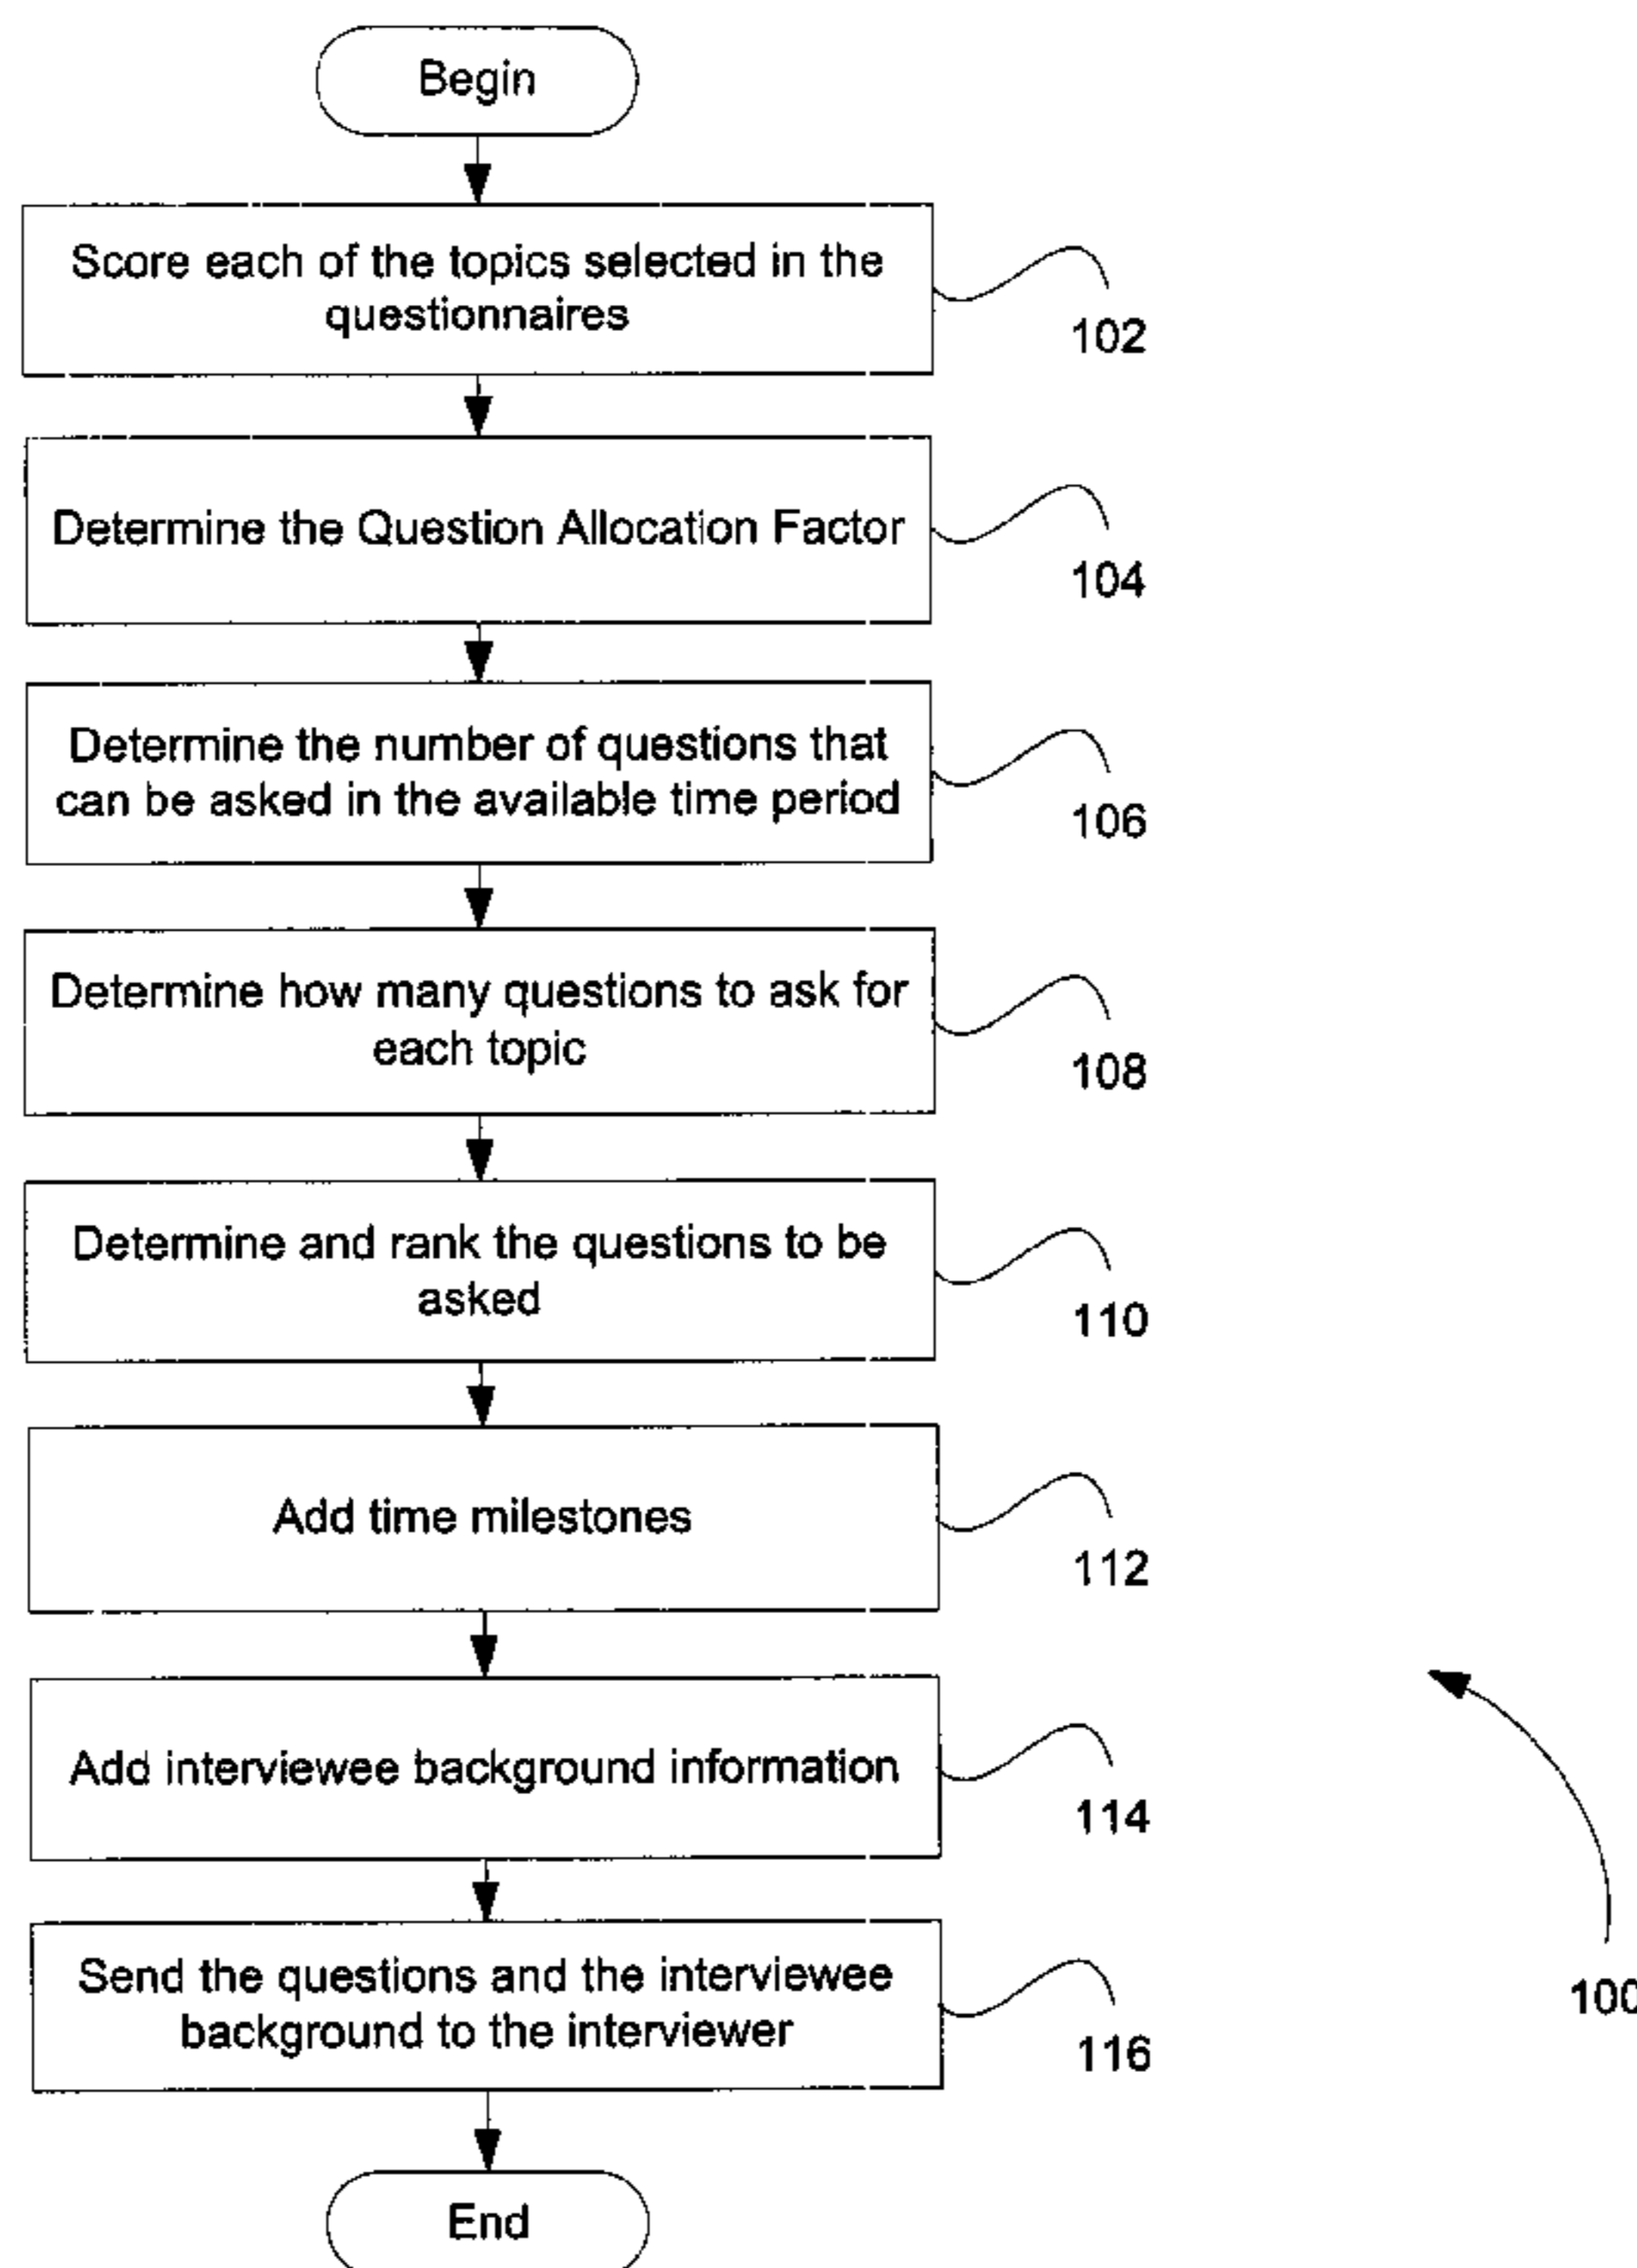 Begin
Score each of the topics selected in the
questionnaires
102
Determine the Question Allocation Factor
104
Determine the number of questions that
can be asked in the available time period
106
Determine how many questions to ask for
each topic
108
Determine and rank the questions to be
asked
110
Add time milestones
112
Add interviewee background information
114
Send the questions and the interviewee
background to the interviewer
116
100
End